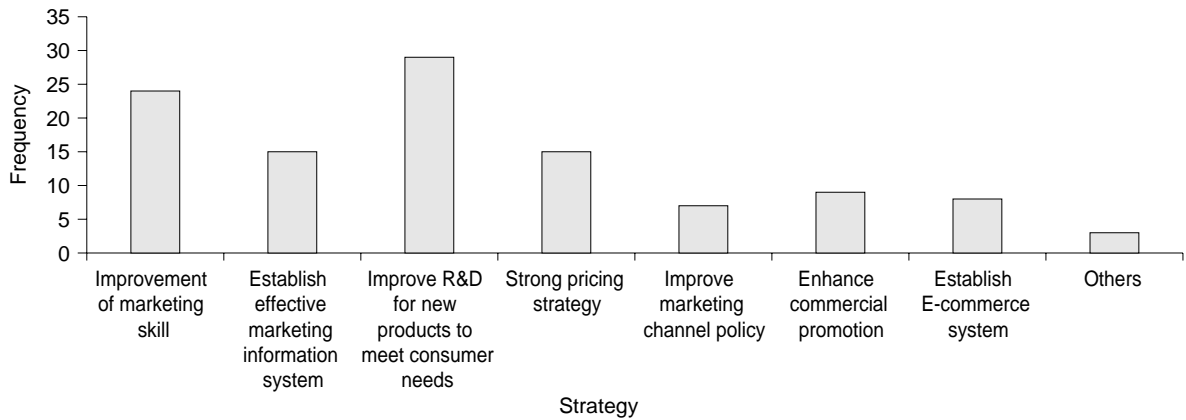 35
30
25
20
15
10
5
0
Frequency
Improvement
of marketing
skill
Establish
effective
marketing
information
system
Improve R&D
for new
products to
meet consumer
needs
Strong pricing
strategy
Improve
marketing
channel policy
Enhance
commercial
promotion
Establish
E-commerce
system
Others
Strategy